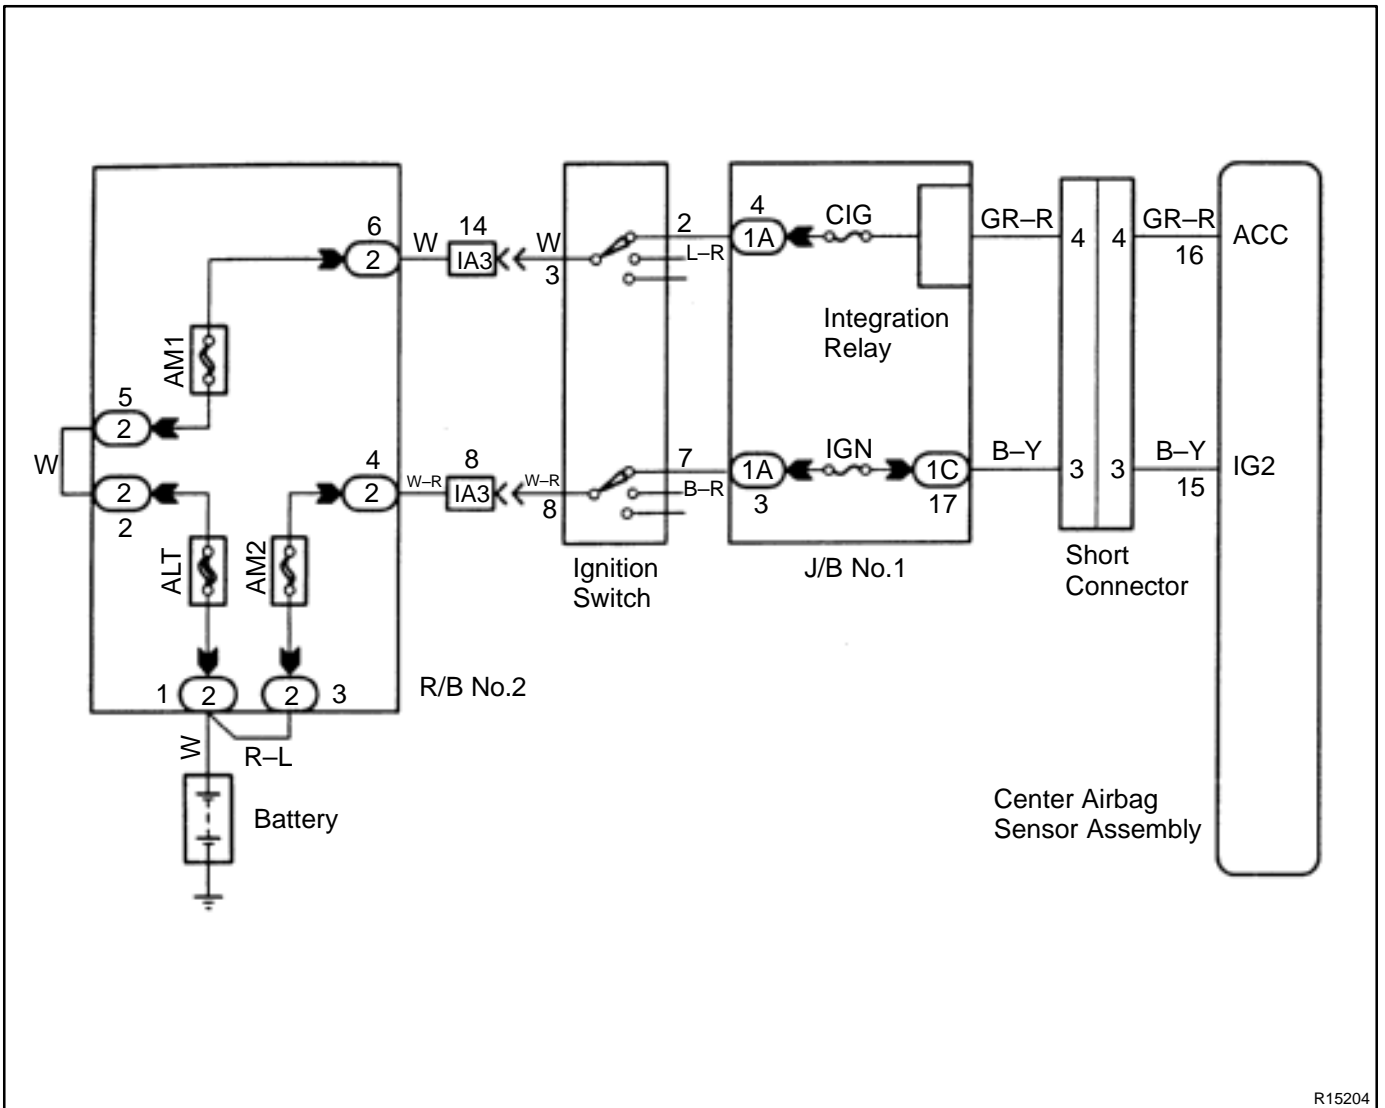 6
2
W
14
IA3
W
3
2
L–R
4
1A
CIG
Integration
Relay
GR–R
4
4
GR–R
16
ACC
AM1
5
2
W
2
2
ALT
AM2
4
2
W–R
8
IA3
W–R
8
7
B–R
1A
3
IGN
1C
17
B–Y
3
3
B–Y
15
IG2
Ignition
Switch
J/B No.1
Short
Connector
1
2
2
3
R/B No.2
W
R–L
Battery
Center Airbag
Sensor Assembly
R15204